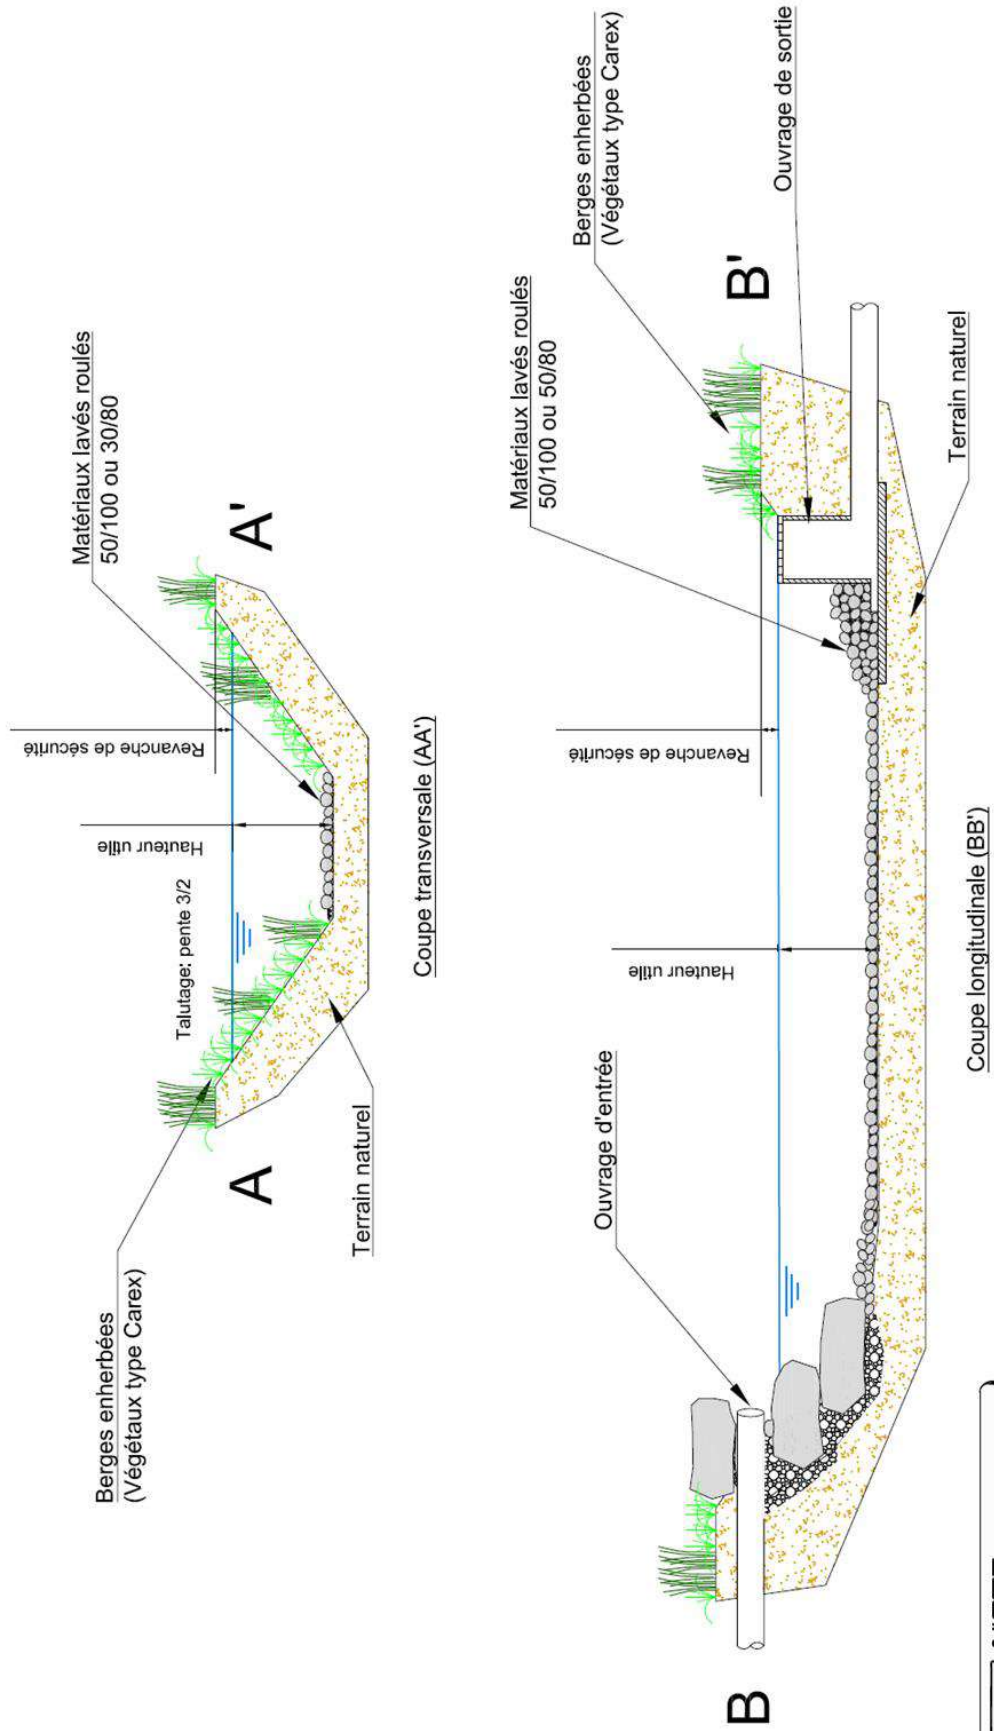 Berges enherbées
(Végétaux type Carex)
Talutage: pente 3/2
Hauteur utile
Revanche de sécurité
Matériaux lavés roulés
50/100 ou 30/80
A
A'
Terrain naturel
Coupe transversale (AA')
Ouvrage d'entrée
Hauteur utile
Revanche de sécurité
Matériaux lavés roulés
50/100 ou 50/80
Berges enherbées
(Végétaux type Carex)
Ouvrage de sortie
B
B'
Terrain naturel
Coupe longitudinale (BB')